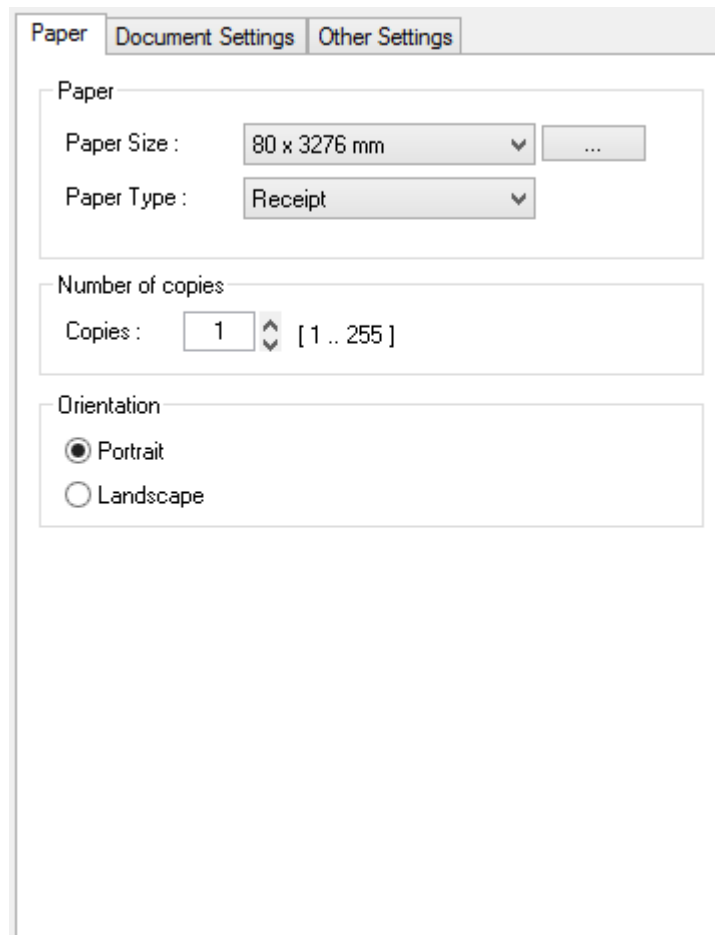 Paper Document Settings Other Settings
Paper
Paper Size : 80 x 3276 mm ...
Paper Type : Receipt
Number of copies
Copies : 1 [ 1 .. 255 ]
Orientation
Portrait
Landscape